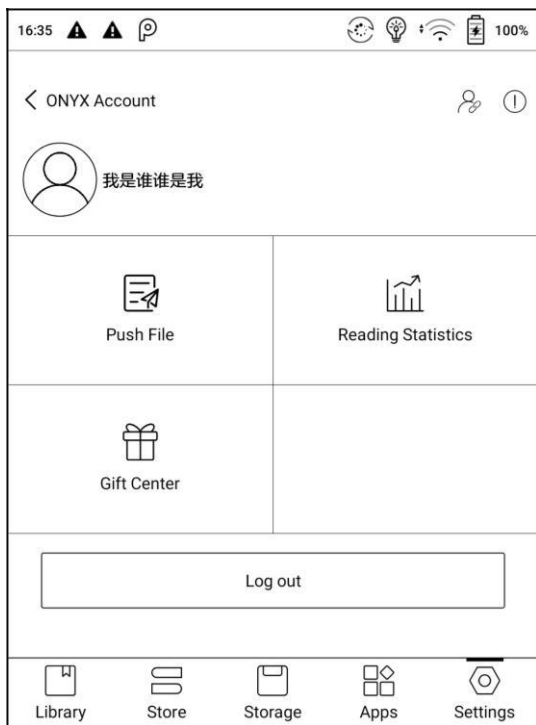 16:35 100%
ONYX Account
我是谁谁是我
Push File Reading Statistics
Gift Center
Log out
Library Store Storage Apps Settings